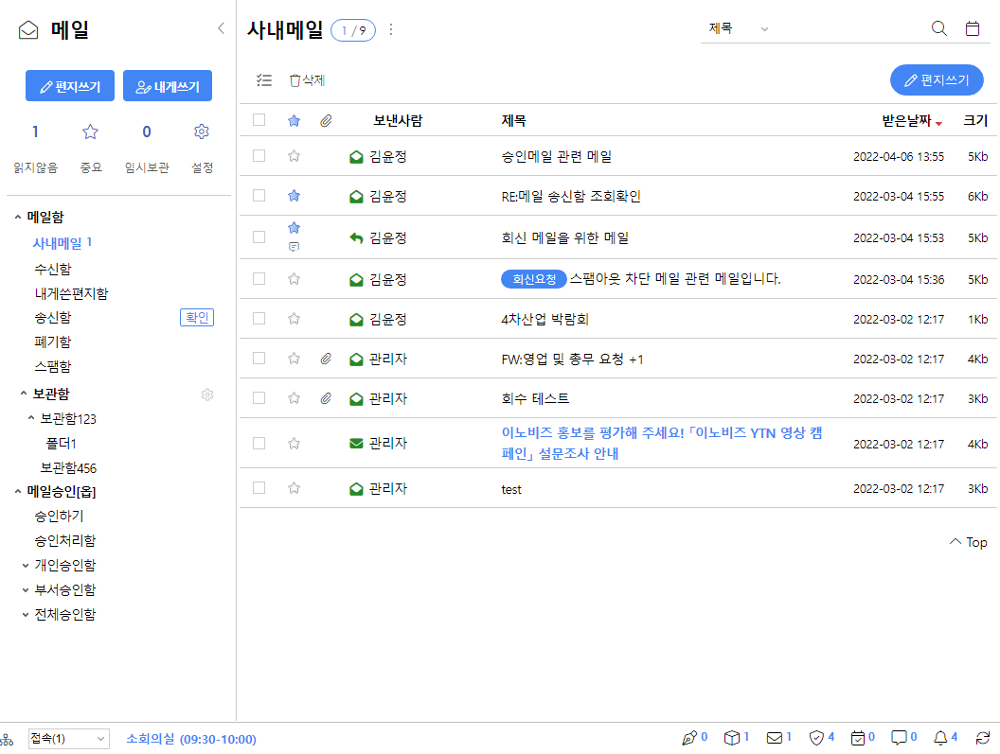 메일
편지쓰기 내게쓰기
1 0
읽지않음 중요 임시보관 설정
메일함
사내메일 1
수신함
내게쓴편지함
송신함 확인
폐기함
스팸함
보관함
보관함123
폴더1
보관함456
메일승인[옵]
승인하기
승인처리함
개인승인함
부서승인함
전체승인함
사내메일 1 / 9
제목
삭제
편지쓰기
보낸사람 제목 받은날짜 크기
김윤정 승인메일 관련 메일 2022-04-06 13:55 5Kb
김윤정 RE:메일 송신함 조회확인 2022-03-04 15:55 6Kb
김윤정 회신 메일을 위한 메일 2022-03-04 15:53 5Kb
김윤정 회신요청 스팸아웃 차단 메일 관련 메일입니다. 2022-03-04 15:36 5Kb
김윤정 4차산업 박람회 2022-03-02 12:17 1Kb
관리자 FW:영업 및 총무 요청 +1 2022-03-02 12:17 4Kb
관리자 회수 테스트 2022-03-02 12:17 3Kb
관리자 이노비즈 홍보를 평가해 주세요! 「이노비즈 YTN 영상 캠
페인」 설문조사 안내 2022-03-02 12:17 4Kb
관리자 test 2022-03-02 12:17 3Kb
Top
접속(1) 소회의실 (09:30-10:00) 0 1 1 4 0 0 4